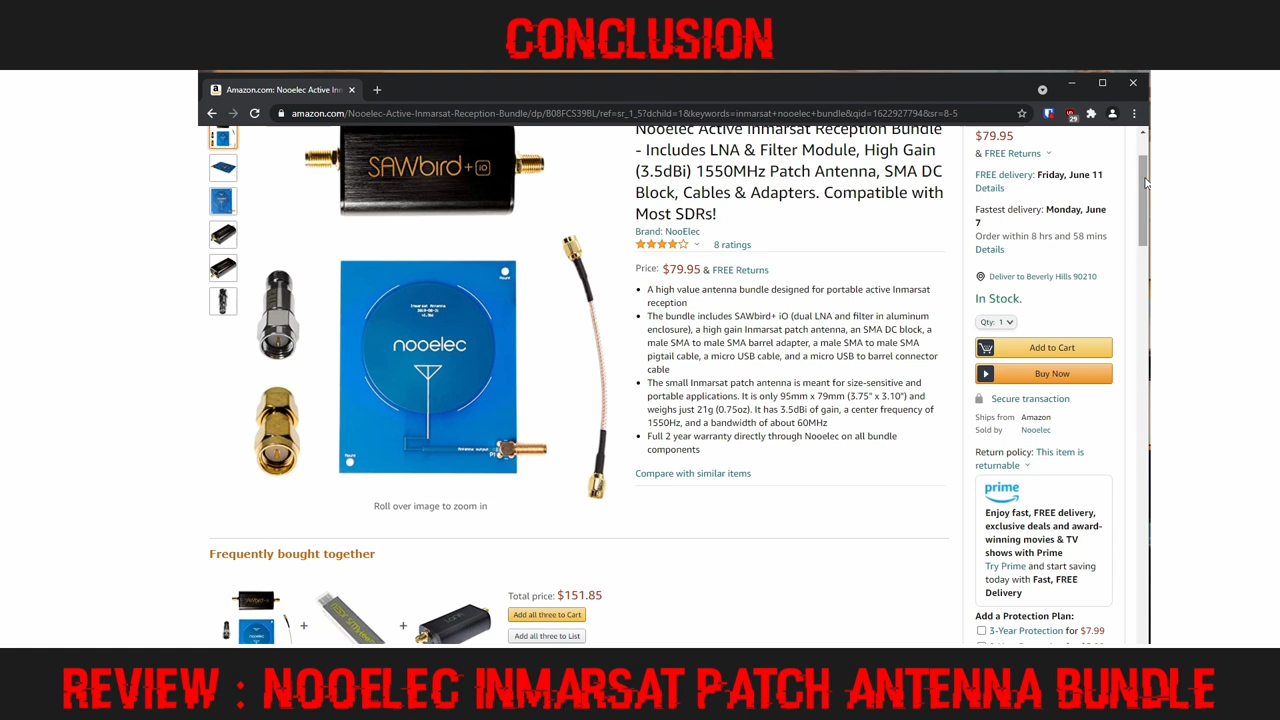 CONCLUSION
Amazon.com: Nooelec Active Inm
amazon.com/Nooelec-Active-Inmarsat-Reception-Bundle/dp/B08FCS39BL/ref=sr_1_5?dchild=1&keywords=inmarsat+nooelec+bundle&qid=1622927794&sr=8-5
29
SAWbird+ iO
Inmarsat Antenna
nooelec
Antenna output
Mount
Mount
Roll over image to zoom in
Nooelec Active Inmarsat Reception Bundle
- Includes LNA & Filter Module, High Gain
(3.5dBi) 1550MHz Patch Antenna, SMA DC
Block, Cables & Adapters. Compatible with
Most SDRs!
Brand: NooElec
8 ratings
Price: $79.95 & FREE Returns
A high value antenna bundle designed for portable active Inmarsat
reception
The bundle includes SAWbird+ iO (dual LNA and filter in aluminum
enclosure), a high gain Inmarsat patch antenna, an SMA DC block, a
male SMA to male SMA barrel adapter, a male SMA to male SMA
pigtail cable, a micro USB cable, and a micro USB to barrel connector
cable
The small Inmarsat patch antenna is meant for size-sensitive and
portable applications. It is only 95mm x 79mm (3.75" x 3.10") and
weighs just 21g (0.75oz). It has 3.5dBi of gain, a center frequency of
1550Hz, and a bandwidth of about 60MHz
Full 2 year warranty directly through Nooelec on all bundle
components
Compare with similar items
$79.95
& FREE Returns
FREE delivery: Friday, June 11
Details
Fastest delivery: Monday, June
7
Order within 8 hrs and 58 mins
Details
Deliver to Beverly Hills 90210
In Stock.
Qty: 1
Add to Cart
Buy Now
Secure transaction
Ships from Amazon
Sold by Nooelec
Return policy: This item is
returnable
prime
Enjoy fast, FREE delivery,
exclusive deals and award-
winning movies & TV
shows with Prime
Try Prime and start saving
today with Fast, FREE
Delivery
Add a Protection Plan:
3-Year Protection for $7.99
Frequently bought together
nooelec
+
+
Total price: $151.85
Add all three to Cart
Add all three to List
REVIEW : NOOELEC INMARSAT PATCH ANTENNA BUNDLE